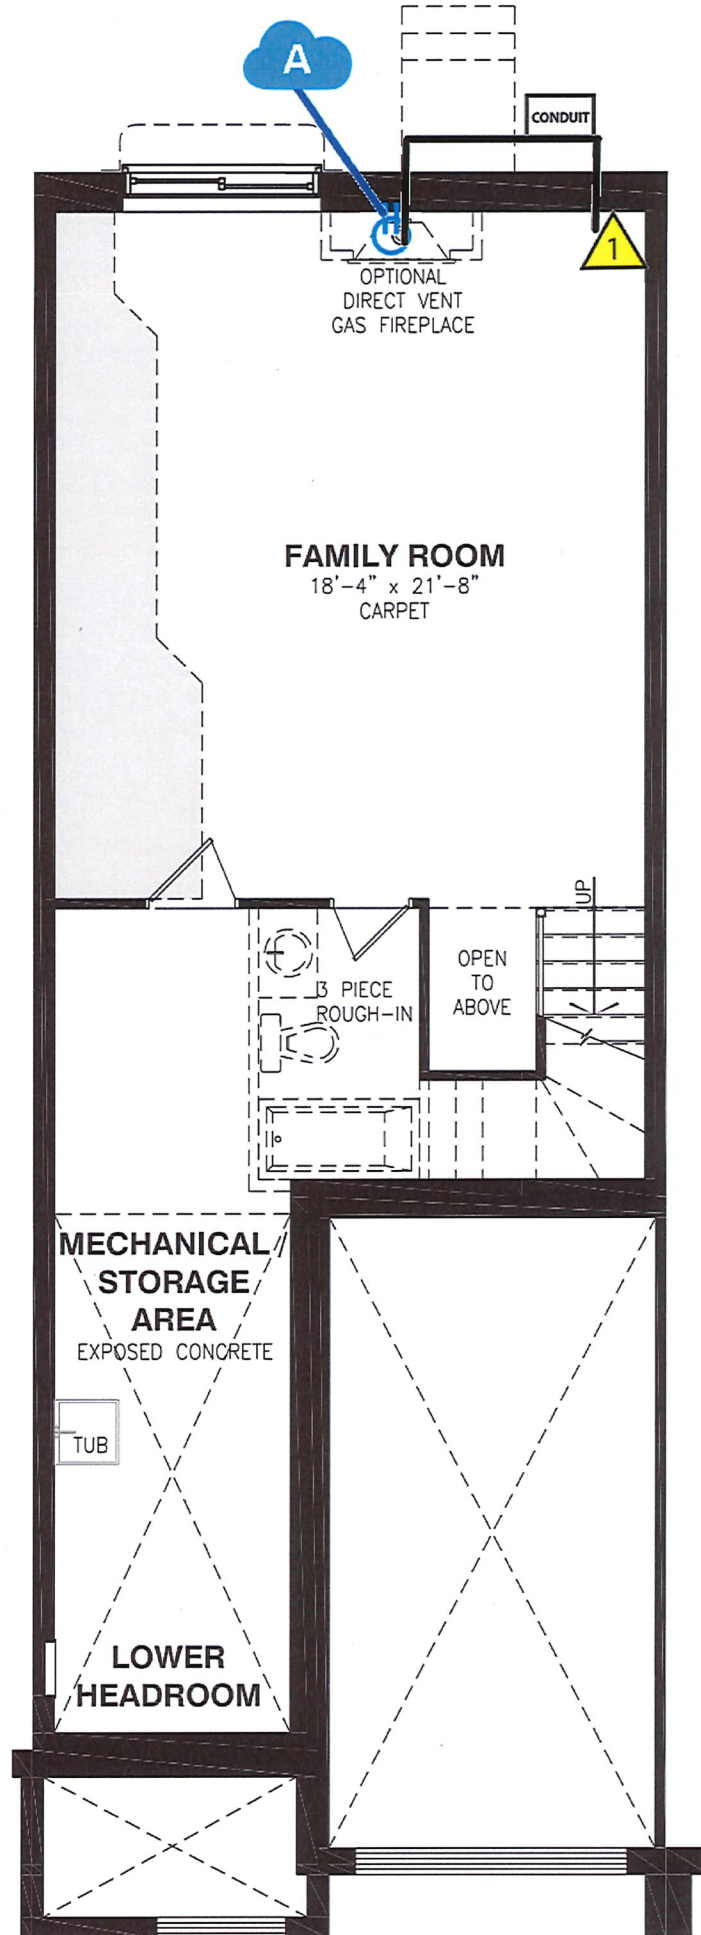 A
CONDUIT
1
H
OPTIONAL
DIRECT VENT
GAS FIREPLACE
FAMILY ROOM
18'-4" x 21'-8"
CARPET
UP
OPEN
TO
ABOVE
3 PIECE
ROUGH-IN
MECHANICAL /
STORAGE
AREA
EXPOSED CONCRETE
TUB
LOWER
HEADROOM